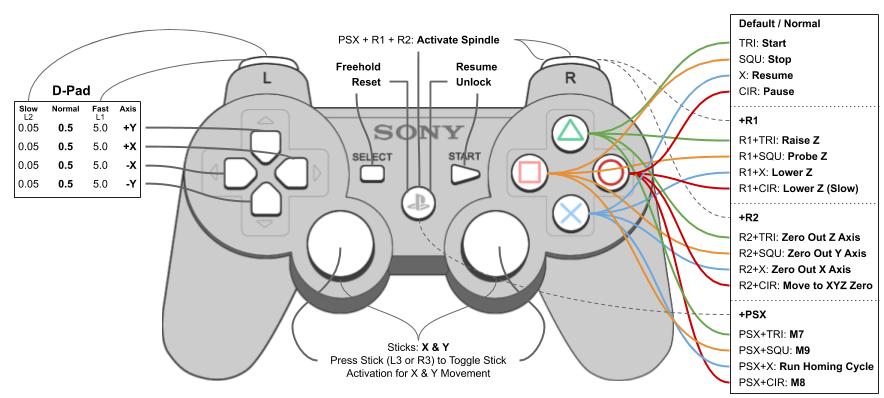 PSX + R1 + R2: Activate Spindle
Freehold
Reset
Resume
Unlock
L
R
SONY
SELECT
START
D-Pad
Slow Normal Fast Axis
L2 L1
0.05 0.5 5.0 +Y
0.05 0.5 5.0 +X
0.05 0.5 5.0 -X
0.05 0.5 5.0 -Y
Sticks: X & Y
Press Stick (L3 or R3) to Toggle Stick
Activation for X & Y Movement
Default / Normal
TRI: Start
SQU: Stop
X: Resume
CIR: Pause
+R1
R1+TRI: Raise Z
R1+SQU: Probe Z
R1+X: Lower Z
R1+CIR: Lower Z (Slow)
+R2
R2+TRI: Zero Out Z Axis
R2+SQU: Zero Out Y Axis
R2+X: Zero Out X Axis
R2+CIR: Move to XYZ Zero
+PSX
PSX+TRI: M7
PSX+SQU: M9
PSX+X: Run Homing Cycle
PSX+CIR: M8